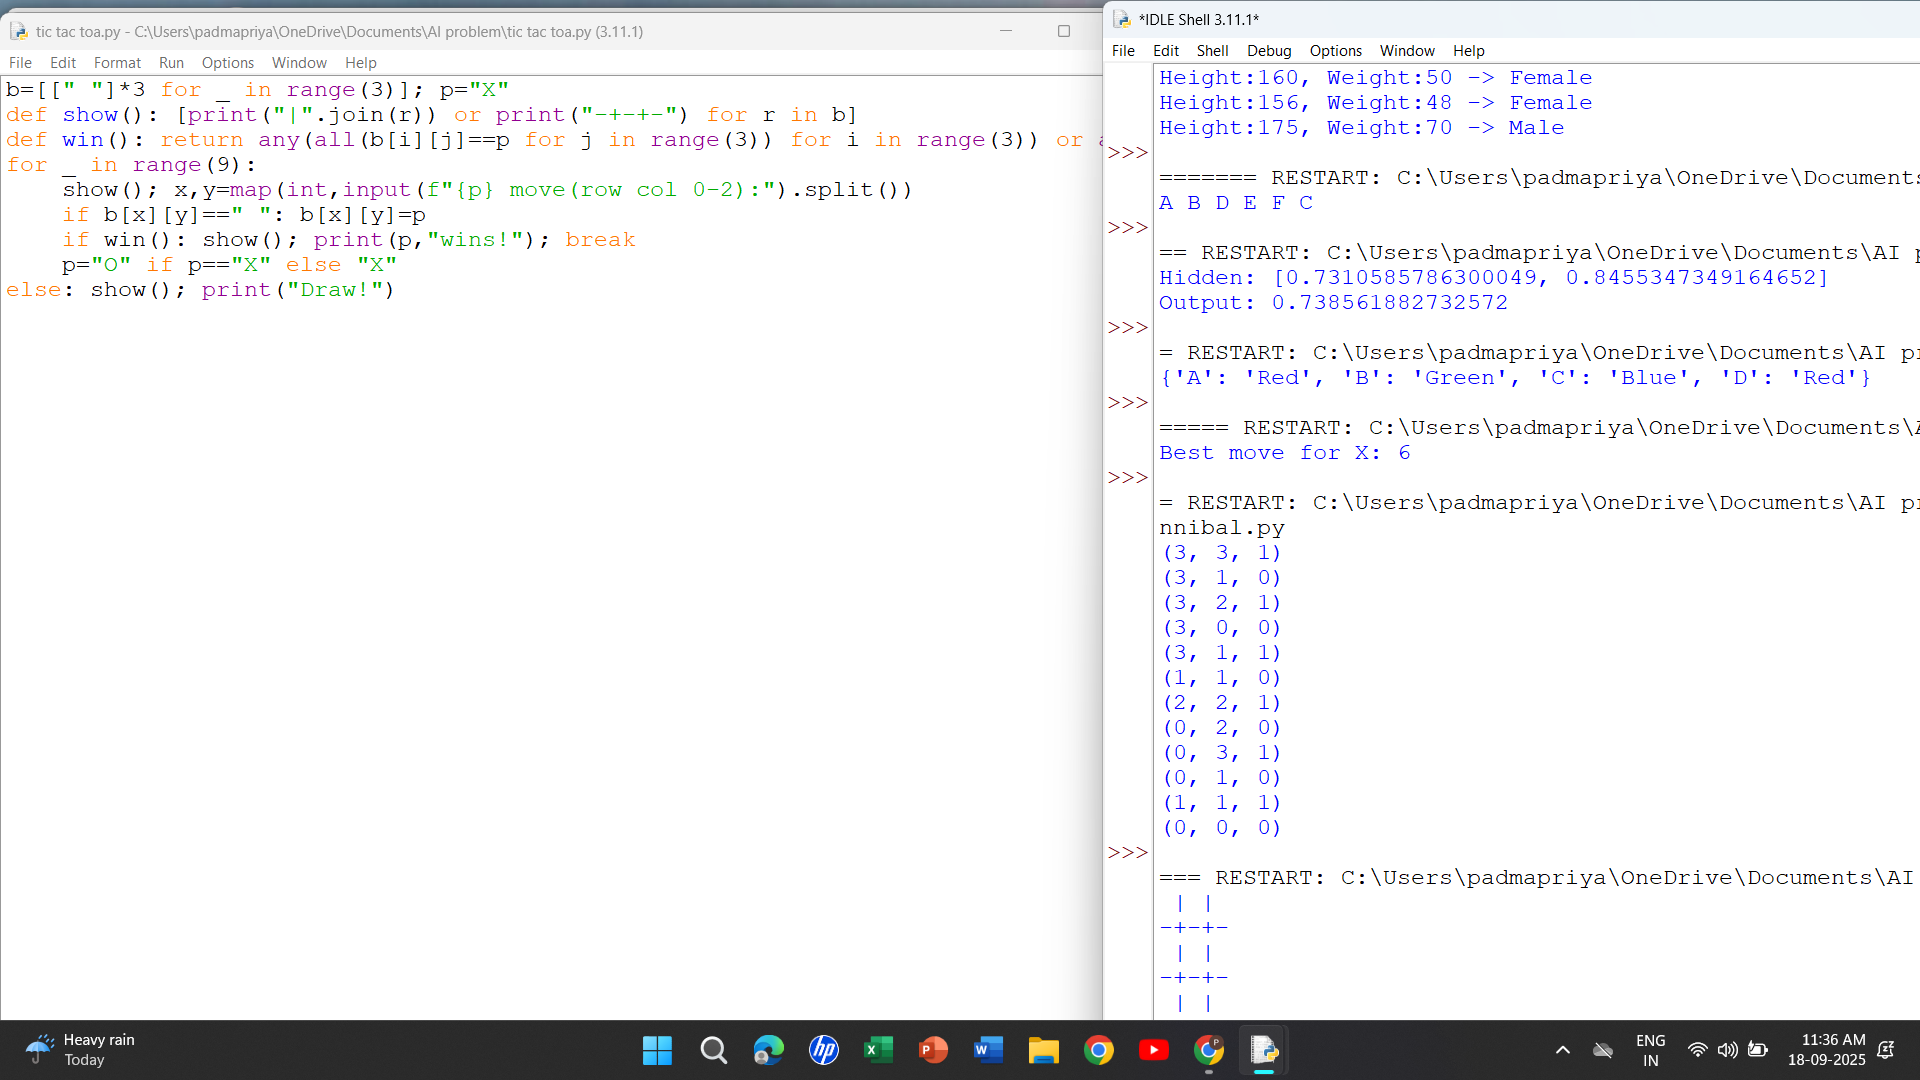 tic tac toa.py - C:\Users\padmapriya\OneDrive\Documents\AI problem\tic tac toa.py (3.11.1)
File Edit Format Run Options Window Help
b=[[" "]*3 for _ in range(3)]; p="X"
def show(): [print("|".join(r)) or print("-+-+-") for r in b]
def win(): return any(all(b[i][j]==p for j in range(3)) for i in range(3)) or
for _ in range(9):
    show(); x,y=map(int,input(f"{p} move(row col 0-2):").split())
    if b[x][y]==" ": b[x][y]=p
    if win(): show(); print(p,"wins!"); break
    p="O" if p=="X" else "X"
else: show(); print("Draw!")
*IDLE Shell 3.11.1*
File Edit Shell Debug Options Window Help
Height:160, Weight:50 -> Female
Height:156, Weight:48 -> Female
Height:175, Weight:70 -> Male
>>>
======= RESTART: C:\Users\padmapriya\OneDrive\Documents
A B D E F C
>>>
== RESTART: C:\Users\padmapriya\OneDrive\Documents\AI p
Hidden: [0.7310585786300049, 0.8455347349164652]
Output: 0.738561882732572
>>>
= RESTART: C:\Users\padmapriya\OneDrive\Documents\AI pr
{'A': 'Red', 'B': 'Green', 'C': 'Blue', 'D': 'Red'}
>>>
===== RESTART: C:\Users\padmapriya\OneDrive\Documents\A
Best move for X: 6
>>>
= RESTART: C:\Users\padmapriya\OneDrive\Documents\AI pr
nnibal.py
(3, 3, 1)
(3, 1, 0)
(3, 2, 1)
(3, 0, 0)
(3, 1, 1)
(1, 1, 0)
(2, 2, 1)
(0, 2, 0)
(0, 3, 1)
(0, 1, 0)
(1, 1, 1)
(0, 0, 0)
>>>
=== RESTART: C:\Users\padmapriya\OneDrive\Documents\AI
 | |
-+-+-
 | |
-+-+-
 | |
Heavy rain
Today
ENG
IN
11:36 AM
18-09-2025